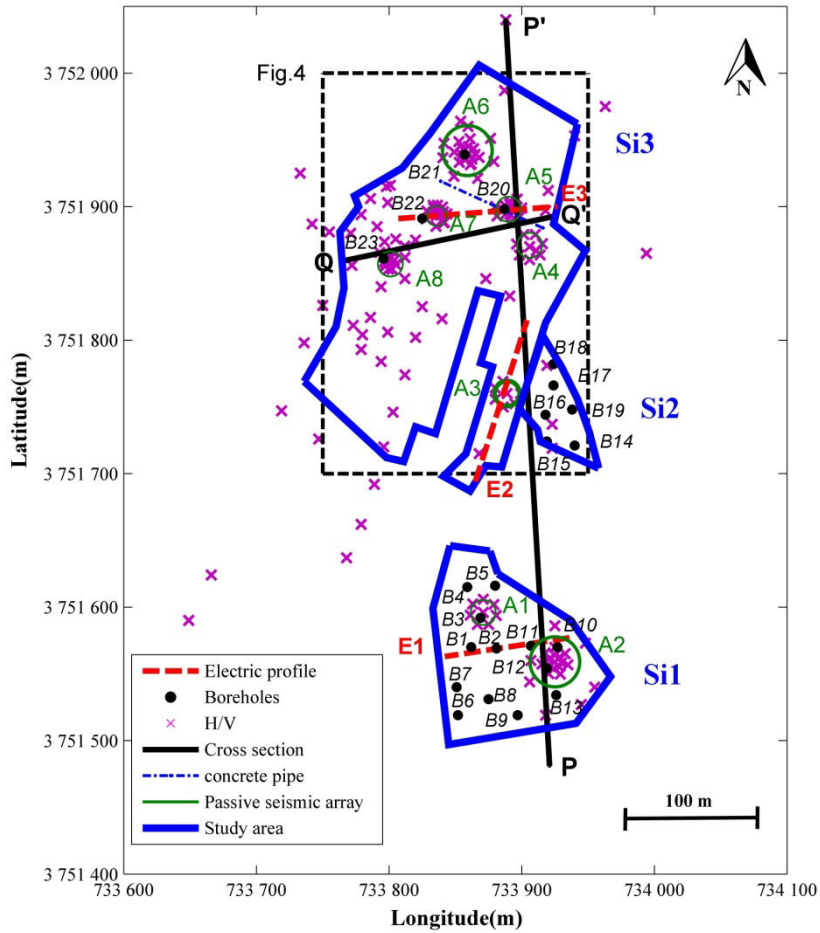 P'
3 752 000
Fig.4
N
A6
Si3
B21
A5
B20
E3
3 751 900
B22
A7
Q'
B23
A4
Q
A8
3 751 800
B18
A3
B17
B16
B19
Si2
B14
3 751 700
B15
E2
Latitude(m)
B5
B4
3 751 600
A1
B3
B10
B11
B1
B2
A2
E1
B12
Si1
B7
B8
B6
B13
B9
3 751 500
P
Electric profile
Boreholes
H/V
Cross section
concrete pipe
Passive seismic array
Study area
100 m
3 751 400
733 600
733 700
733 800
733 900
734 000
734 100
Longitude(m)